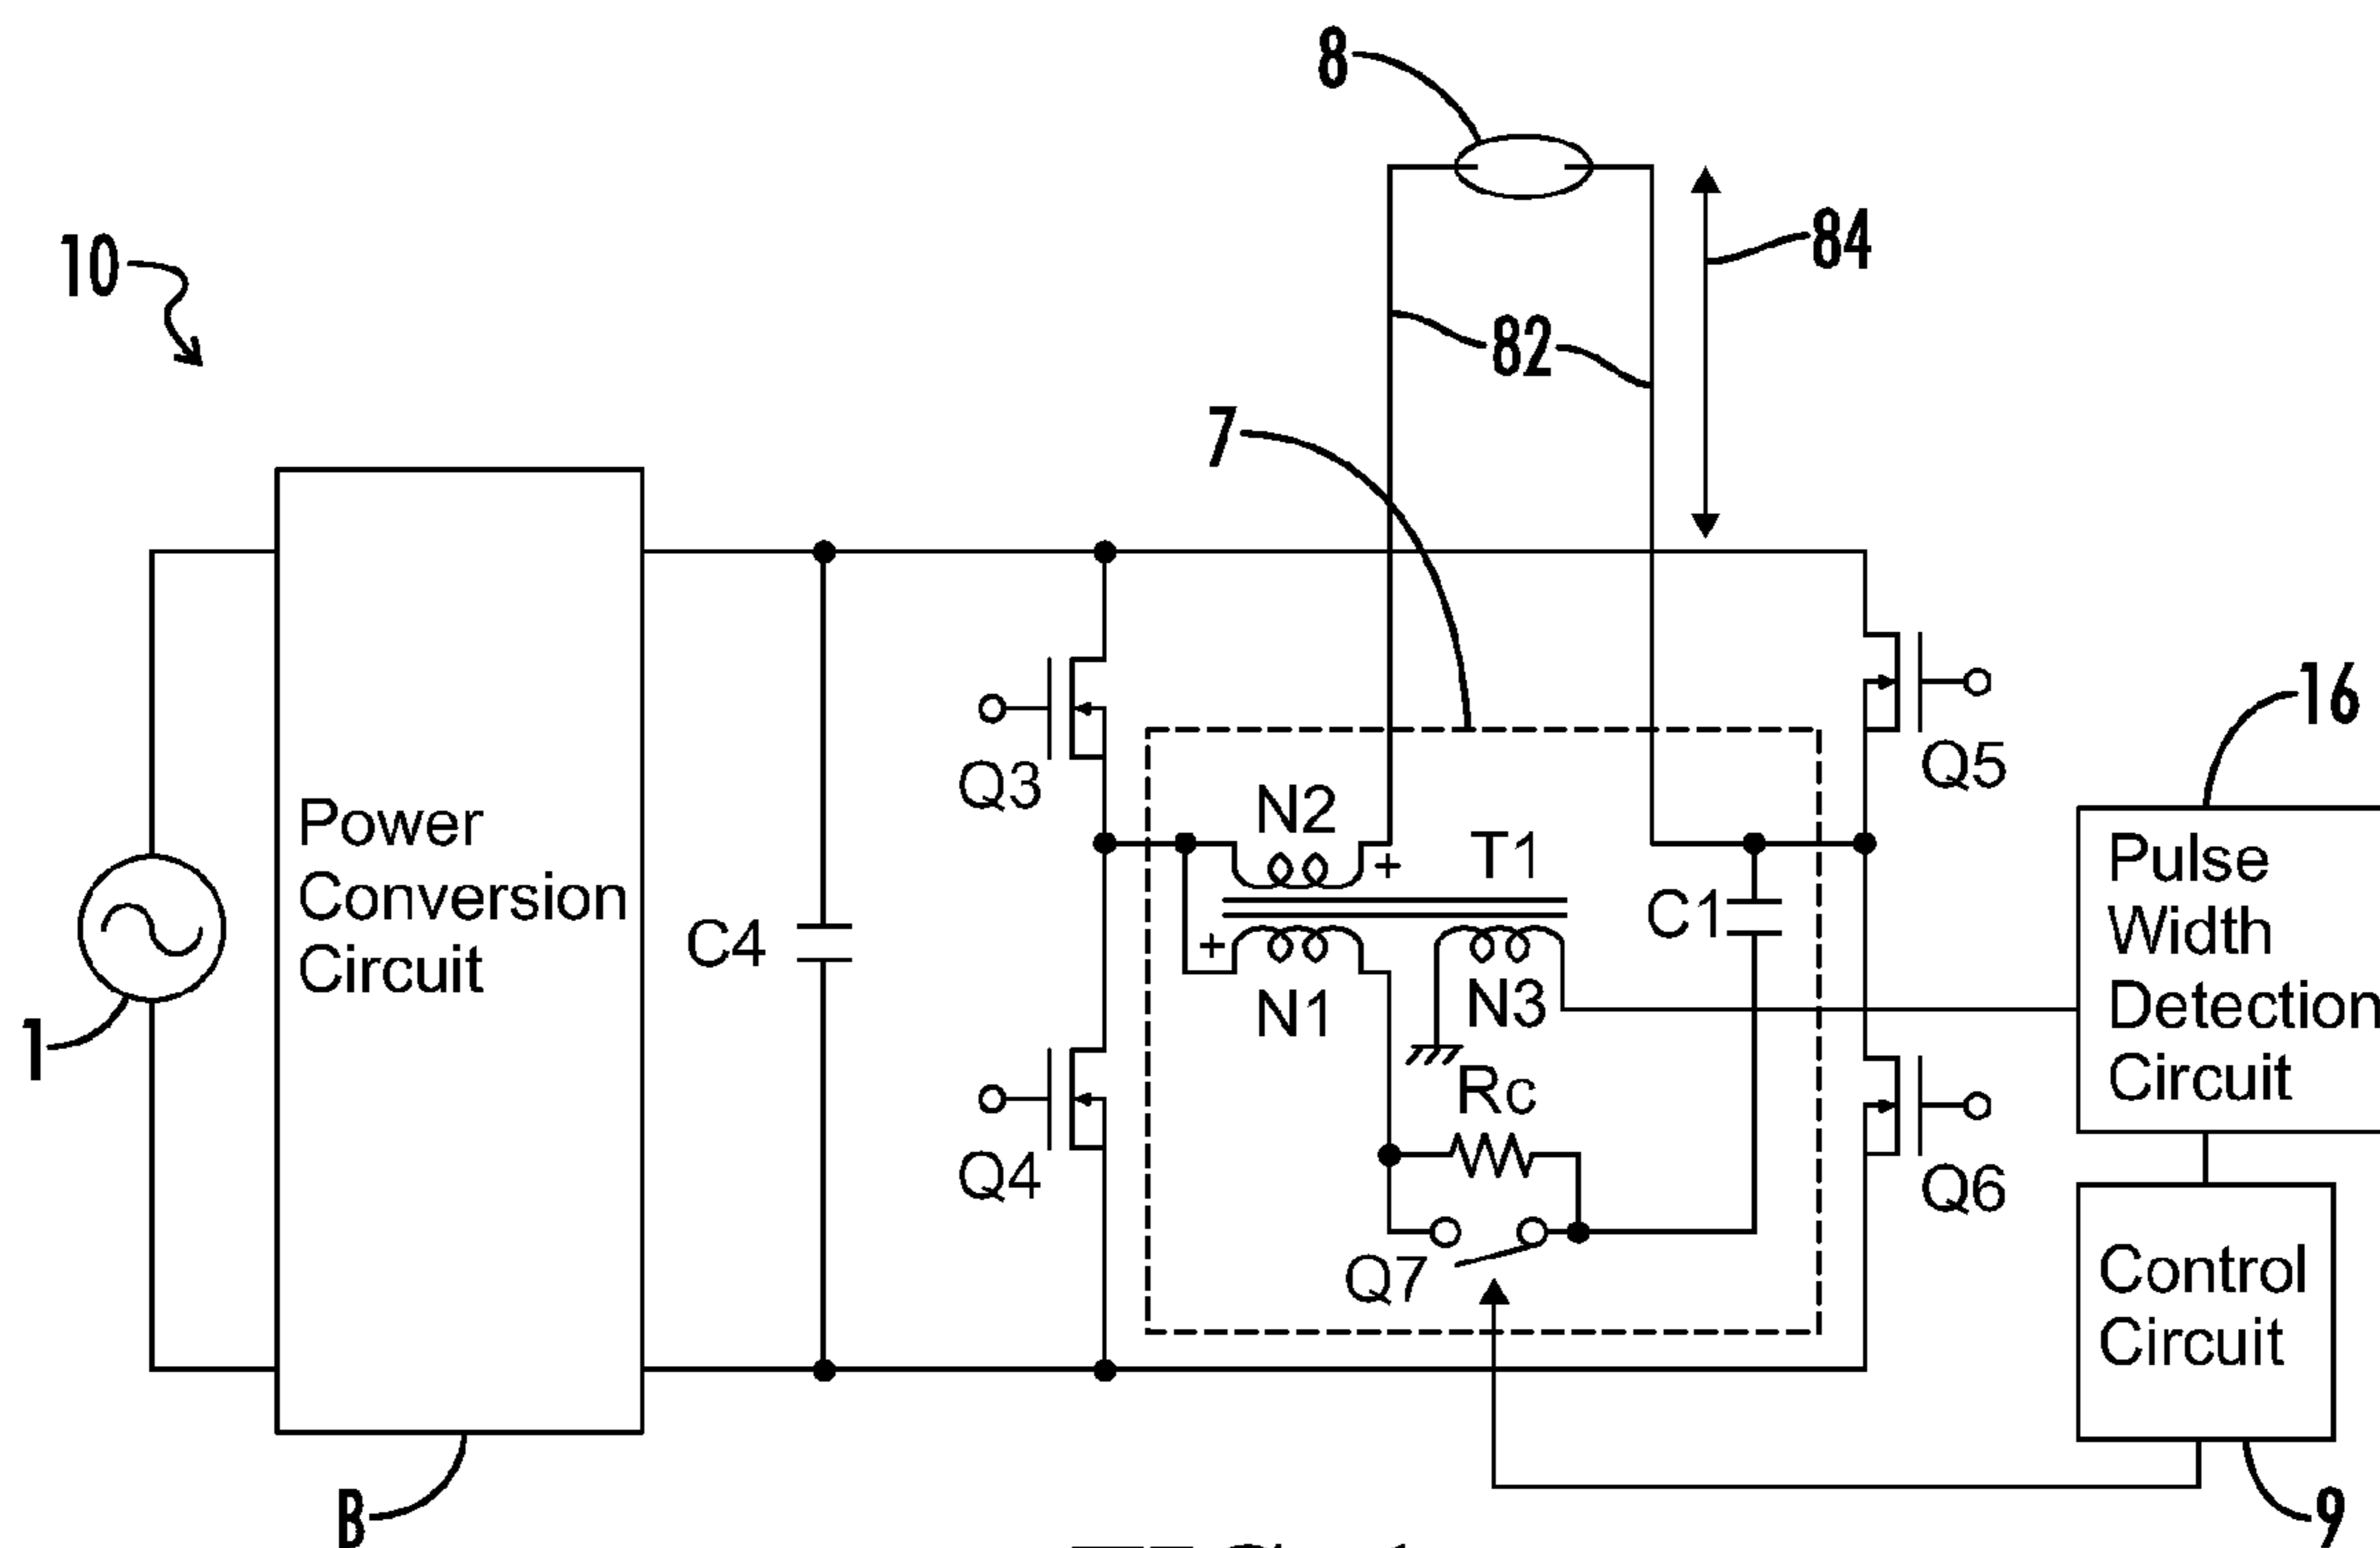 8
10
84
82
7
16
Q3
Q5
N2
T1
Power
Conversion
Circuit
Pulse
Width
Detection
Circuit
C4
C1
+
+
N1
N3
1
Rc
Q4
Q6
Q7
Control
Circuit
B
9